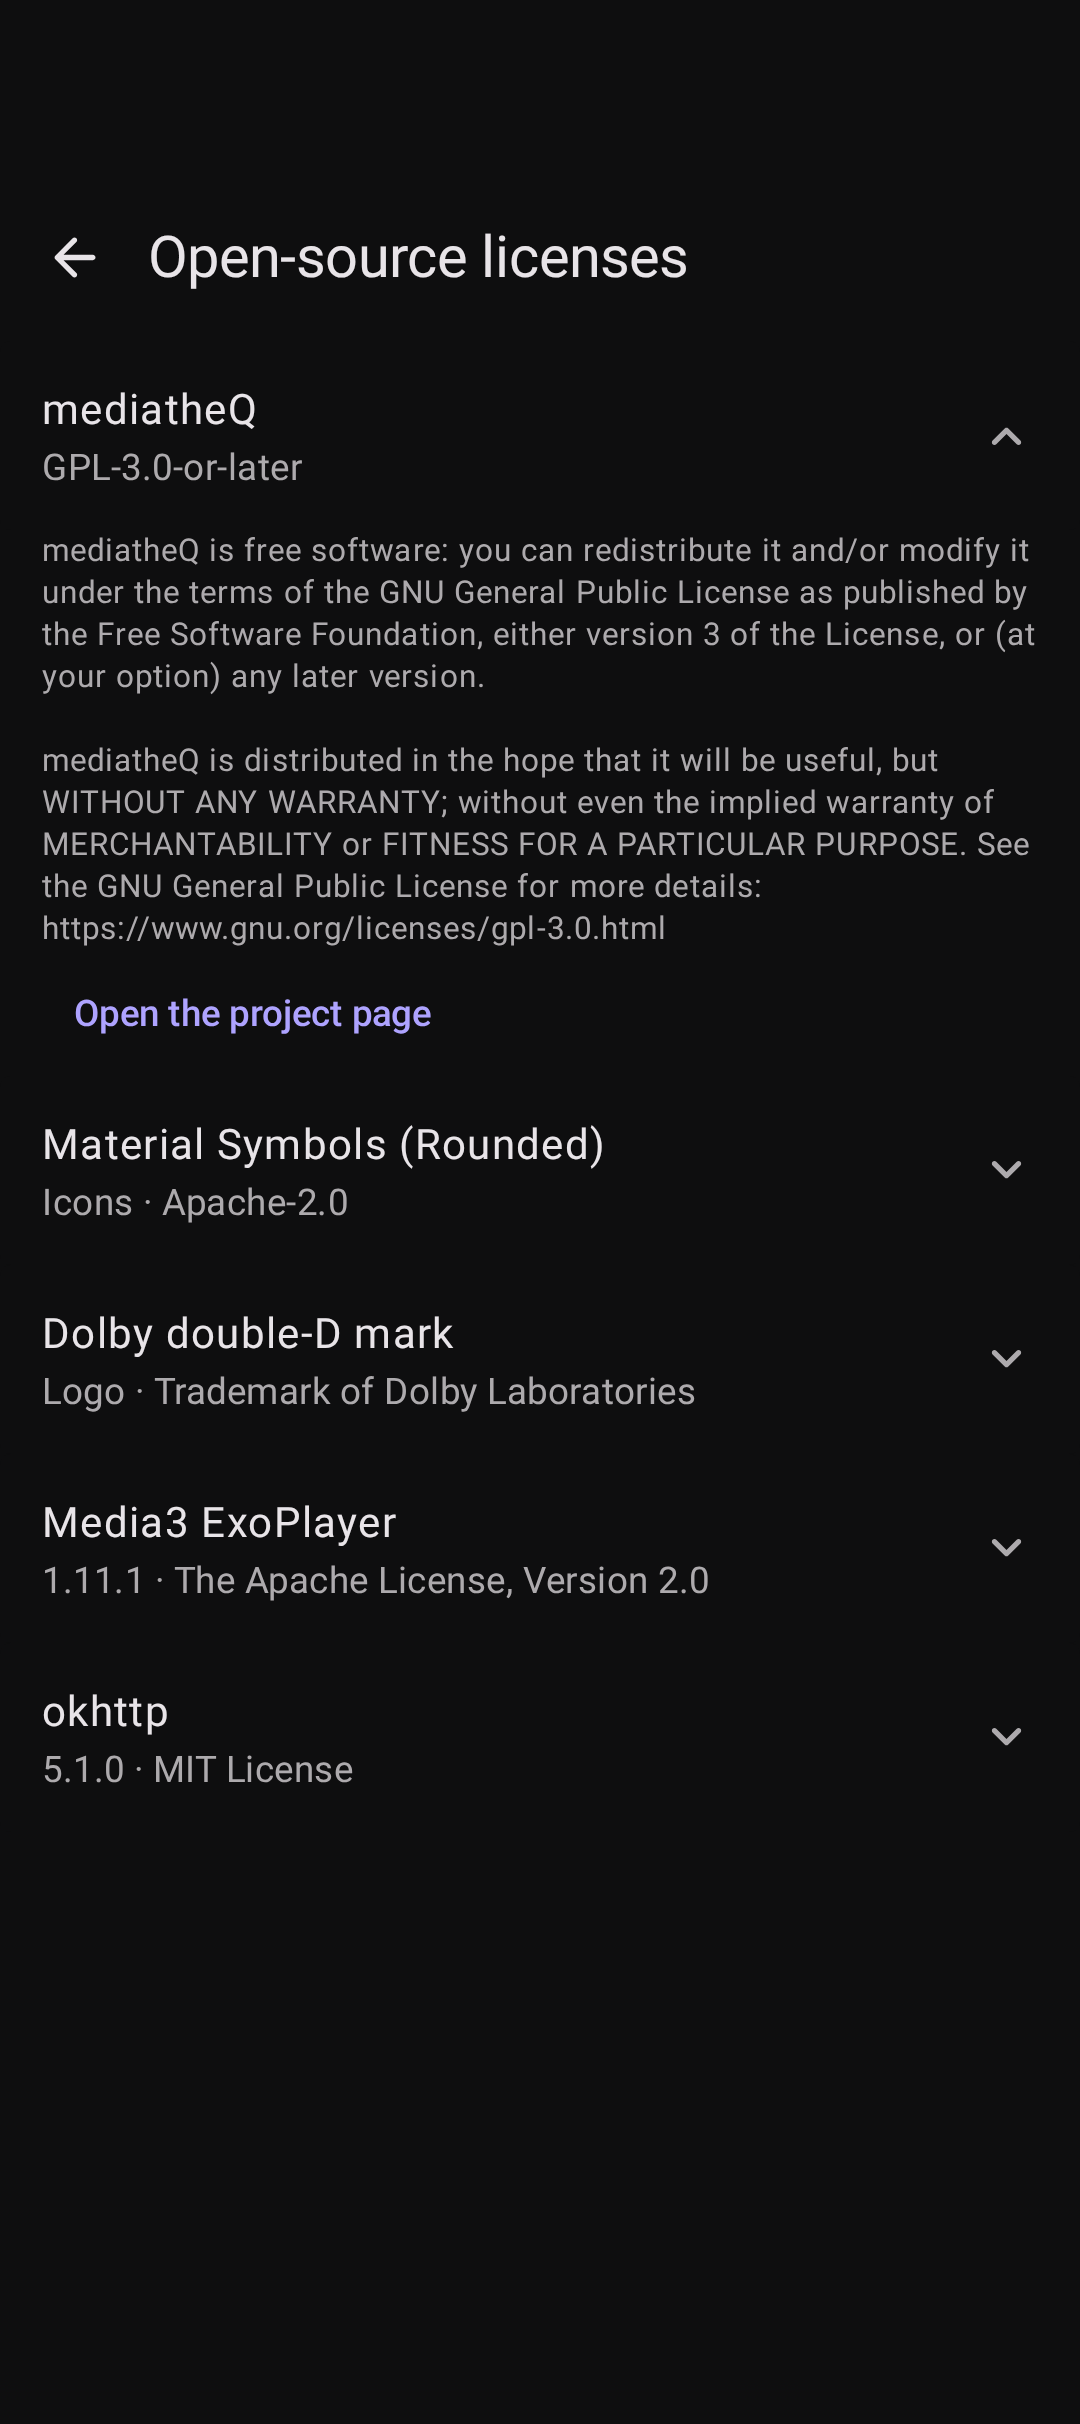 Open-source licenses
mediatheQ
GPL-3.0-or-later
mediatheQ is free software: you can redistribute it and/or modify it
under the terms of the GNU General Public License as published by
the Free Software Foundation, either version 3 of the License, or (at
your option) any later version.
mediatheQ is distributed in the hope that it will be useful, but
WITHOUT ANY WARRANTY; without even the implied warranty of
MERCHANTABILITY or FITNESS FOR A PARTICULAR PURPOSE. See
the GNU General Public License for more details:
https://www.gnu.org/licenses/gpl-3.0.html
Open the project page
Material Symbols (Rounded)
Icons · Apache-2.0
Dolby double-D mark
Logo · Trademark of Dolby Laboratories
Media3 ExoPlayer
1.11.1 · The Apache License, Version 2.0
okhttp
5.1.0 · MIT License